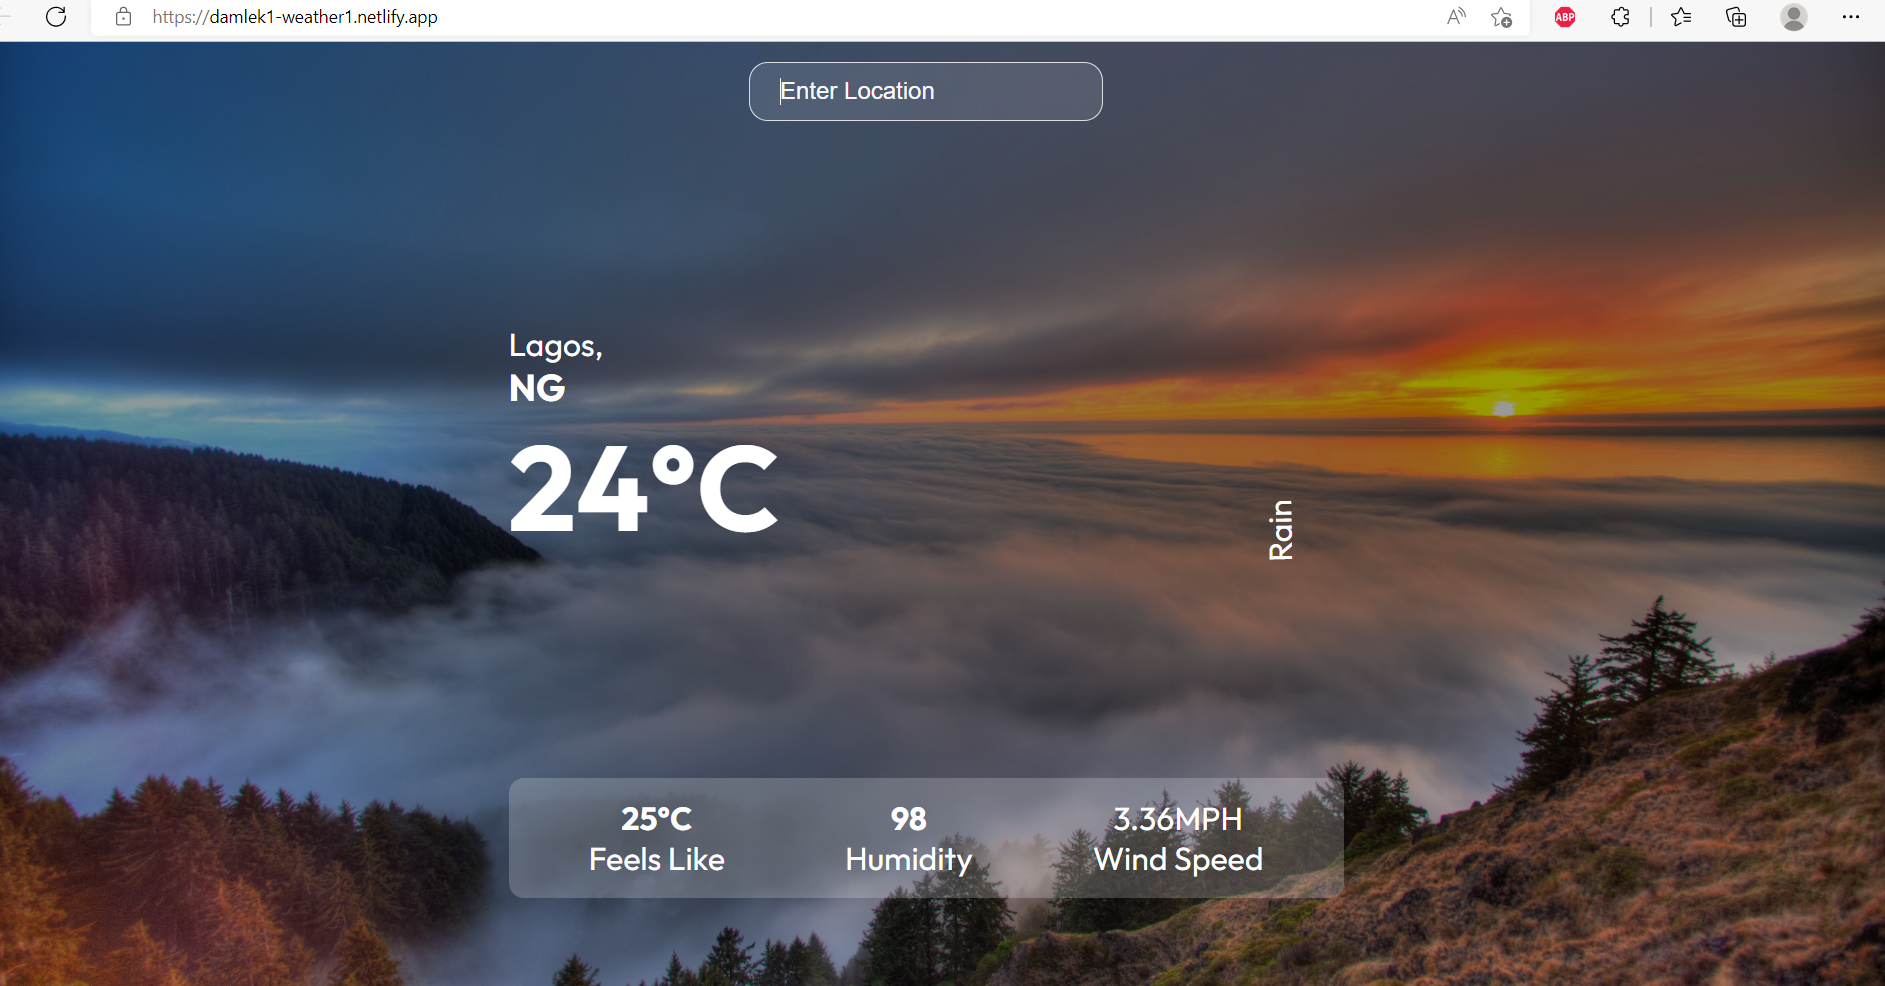 https://damlek1-weather1.netlify.app
A
ABP
Enter Location
Lagos,
NG
24°C
Rain
25°C
Feels Like
98
Humidity
3.36MPH
Wind Speed